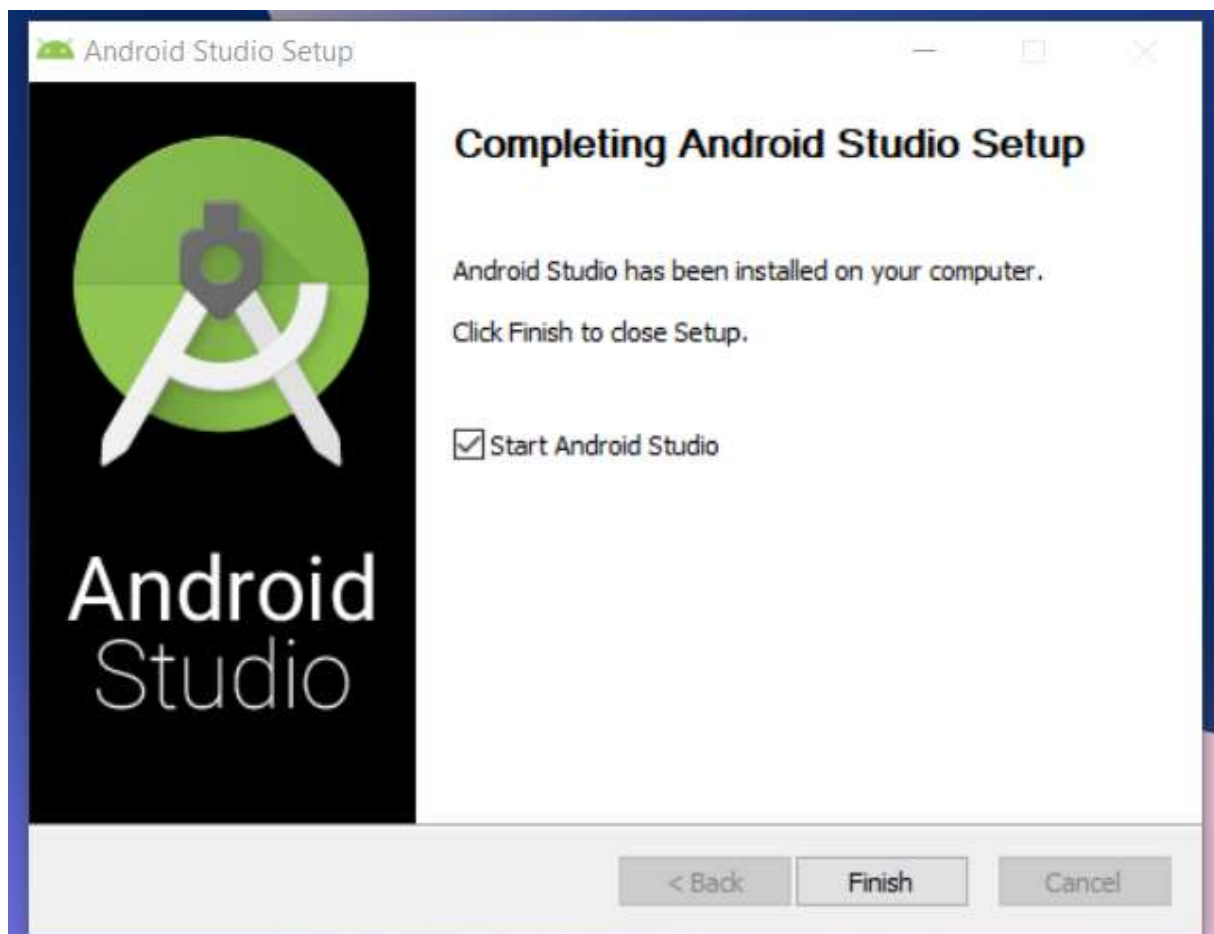 Android Studio Setup
Completing Android Studio Setup
Android Studio has been installed on your computer.
Click Finish to close Setup.
Start Android Studio
Android
Studio
< Back
Finish
Cancel